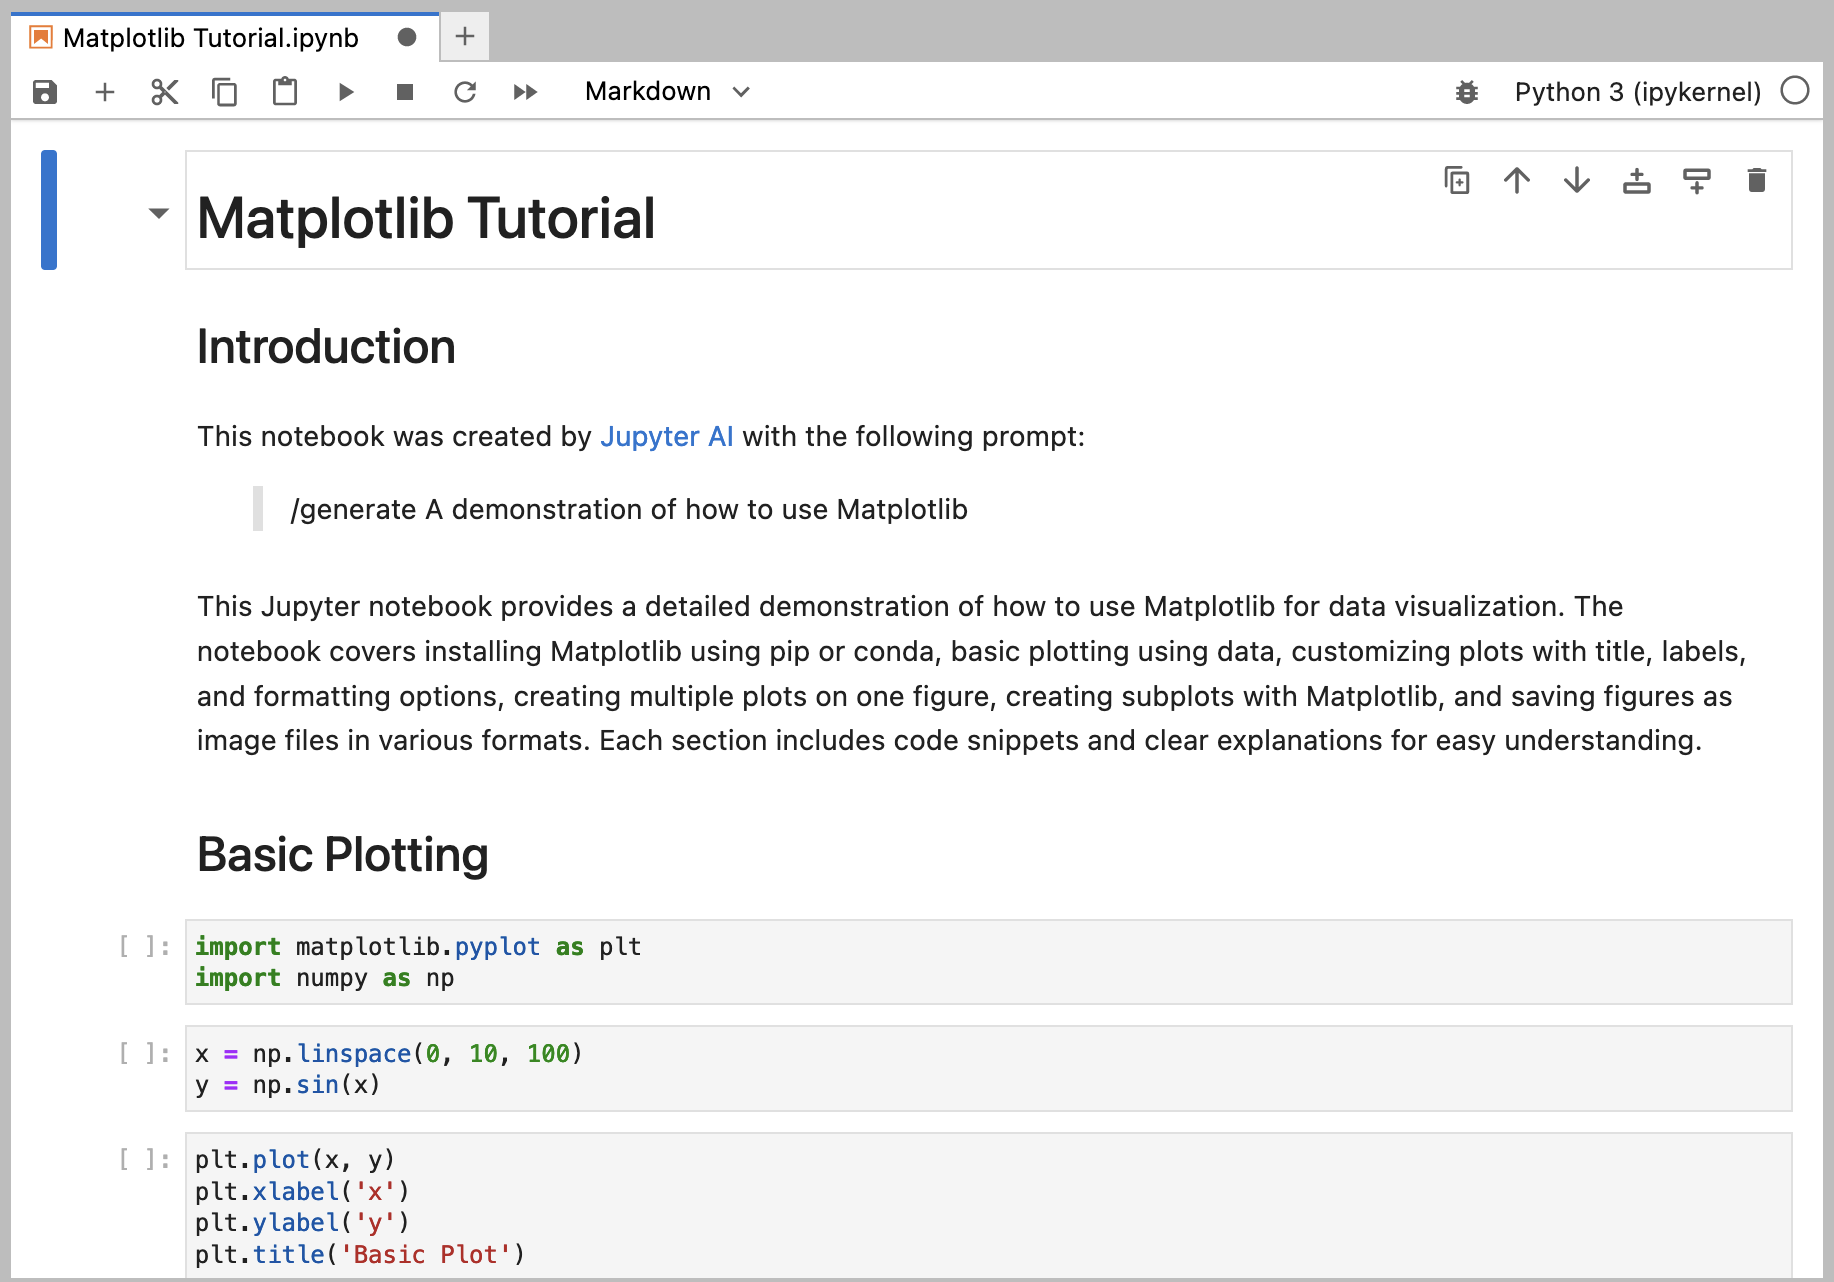 Matplotlib Tutorial.ipynb
Markdown
Python 3 (ipykernel)
Matplotlib Tutorial
Introduction
This notebook was created by Jupyter AI with the following prompt:
/generate A demonstration of how to use Matplotlib
This Jupyter notebook provides a detailed demonstration of how to use Matplotlib for data visualization. The
notebook covers installing Matplotlib using pip or conda, basic plotting using data, customizing plots with title, labels,
and formatting options, creating multiple plots on one figure, creating subplots with Matplotlib, and saving figures as
image files in various formats. Each section includes code snippets and clear explanations for easy understanding.
Basic Plotting
[ ]: import matplotlib.pyplot as plt
import numpy as np
[ ]: x = np.linspace(0, 10, 100)
y = np.sin(x)
[ ]: plt.plot(x, y)
plt.xlabel('x')
plt.ylabel('y')
plt.title('Basic Plot')